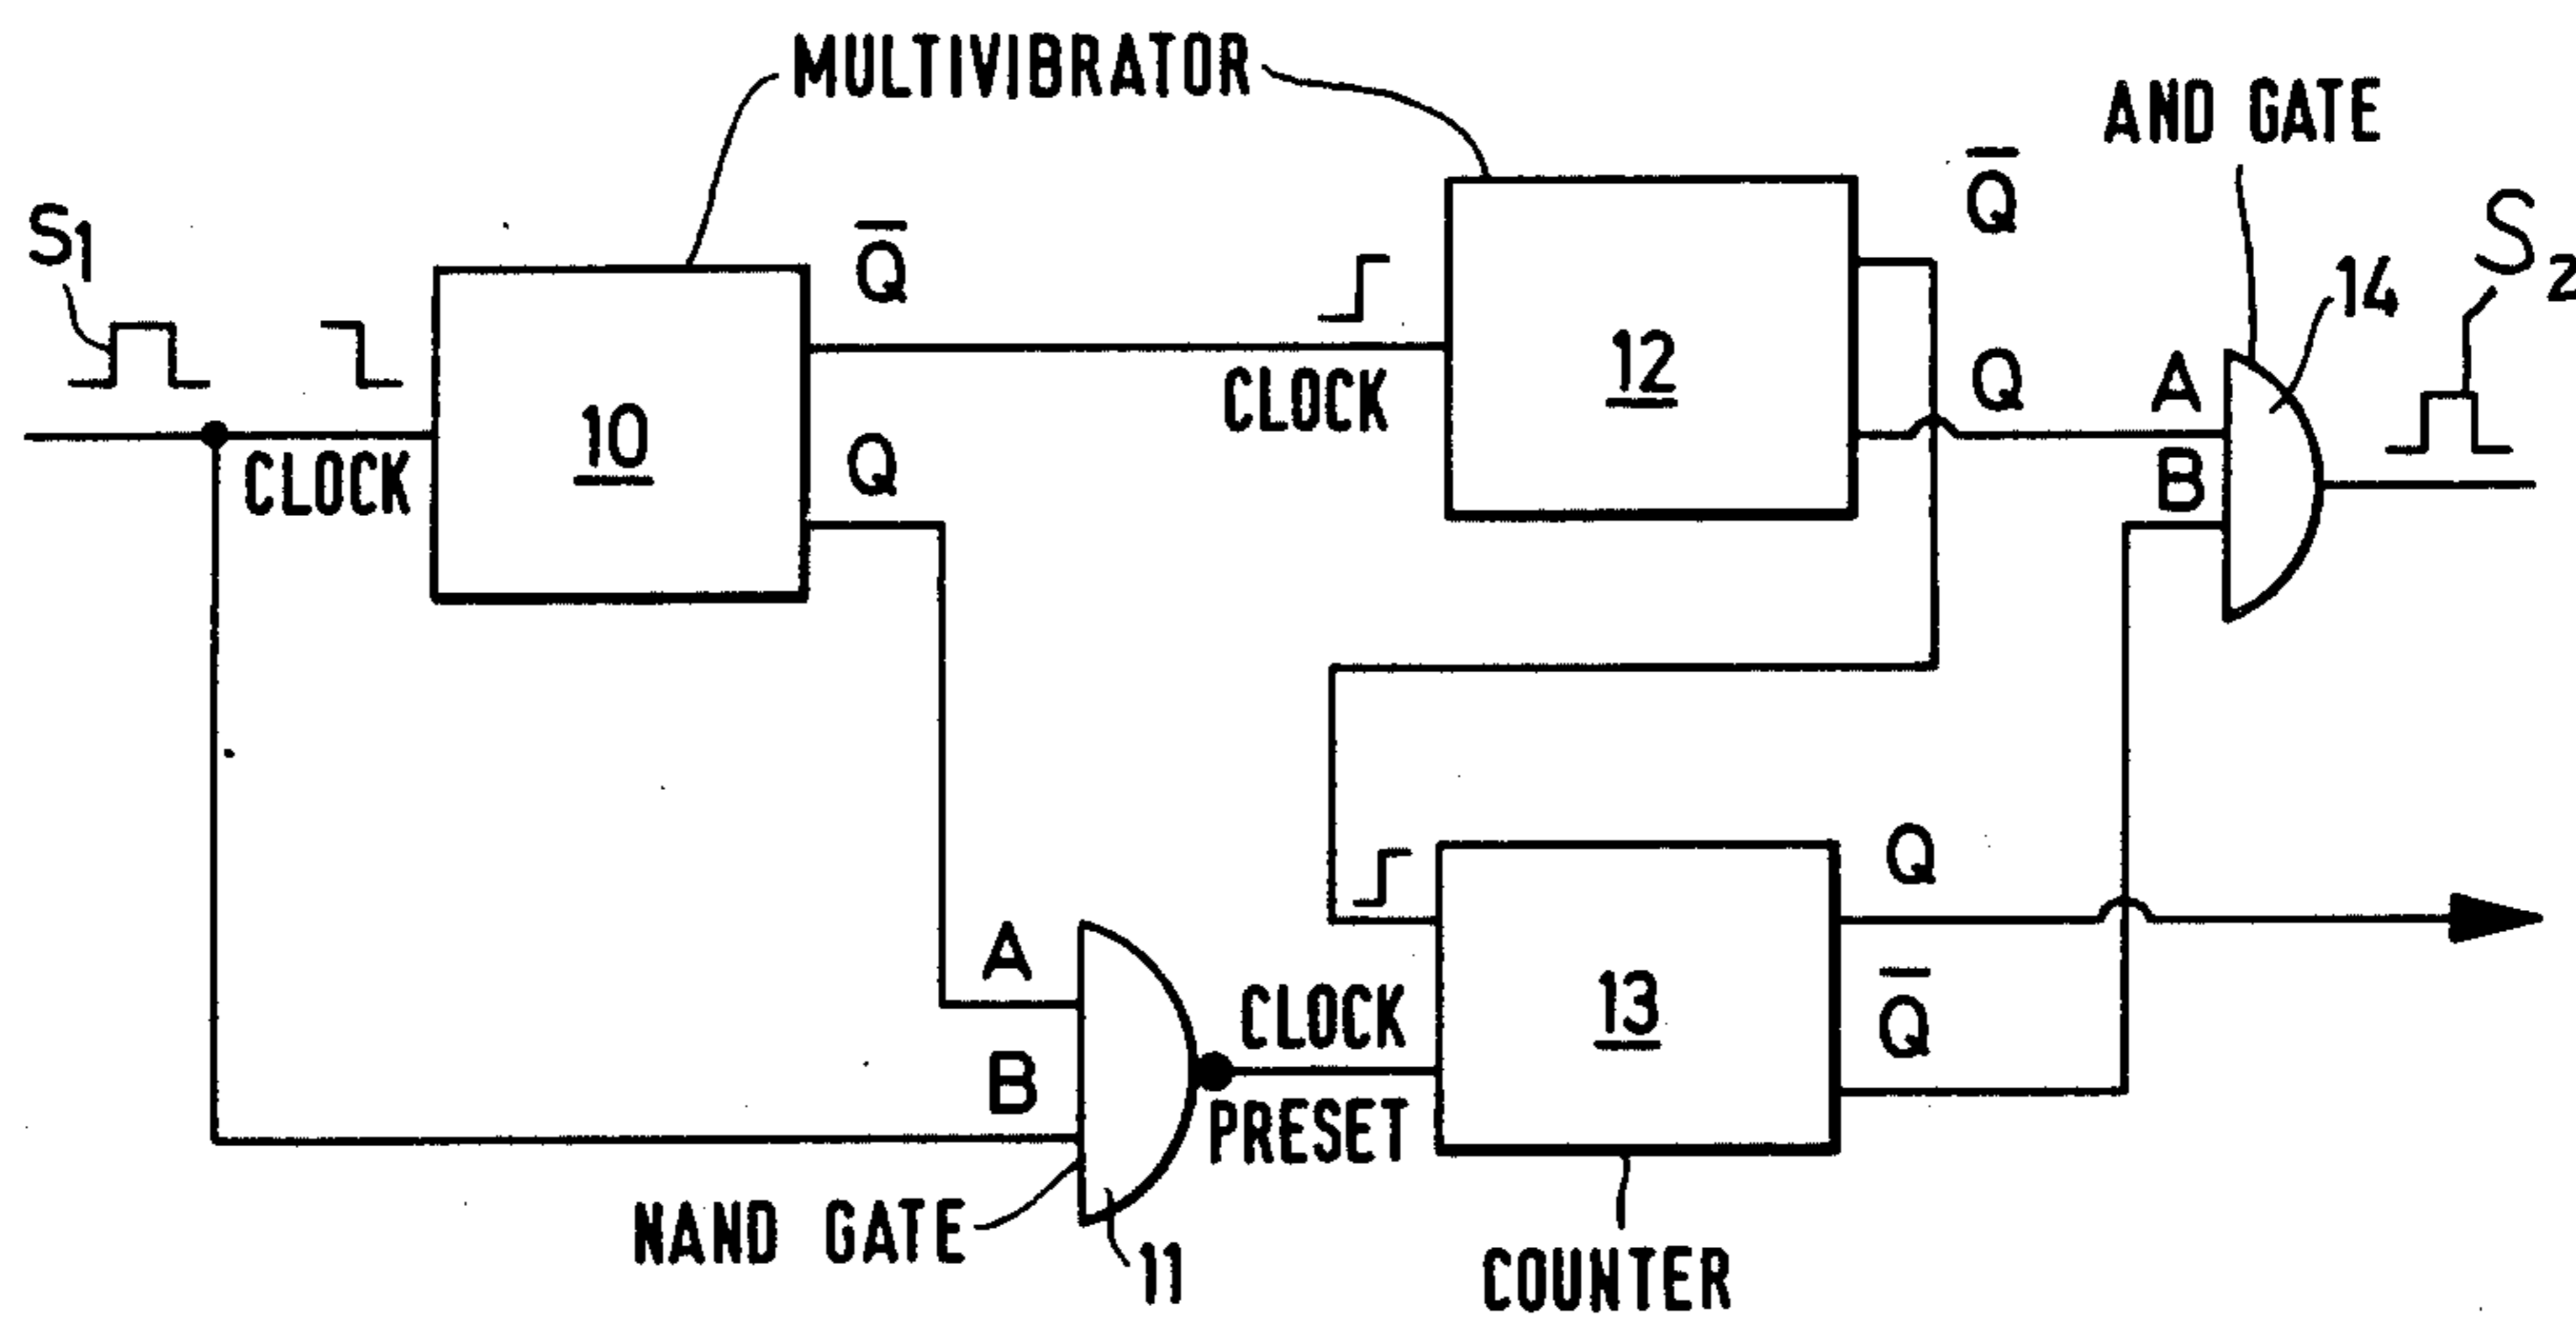 MULTIVIBRATOR
AND GATE
S1
Q̅
Q̅
S2
14
12
Q
A
CLOCK
10
Q
B
CLOCK
Q
A
CLOCK
13
Q̅
B
PRESET
NAND GATE
11
COUNTER